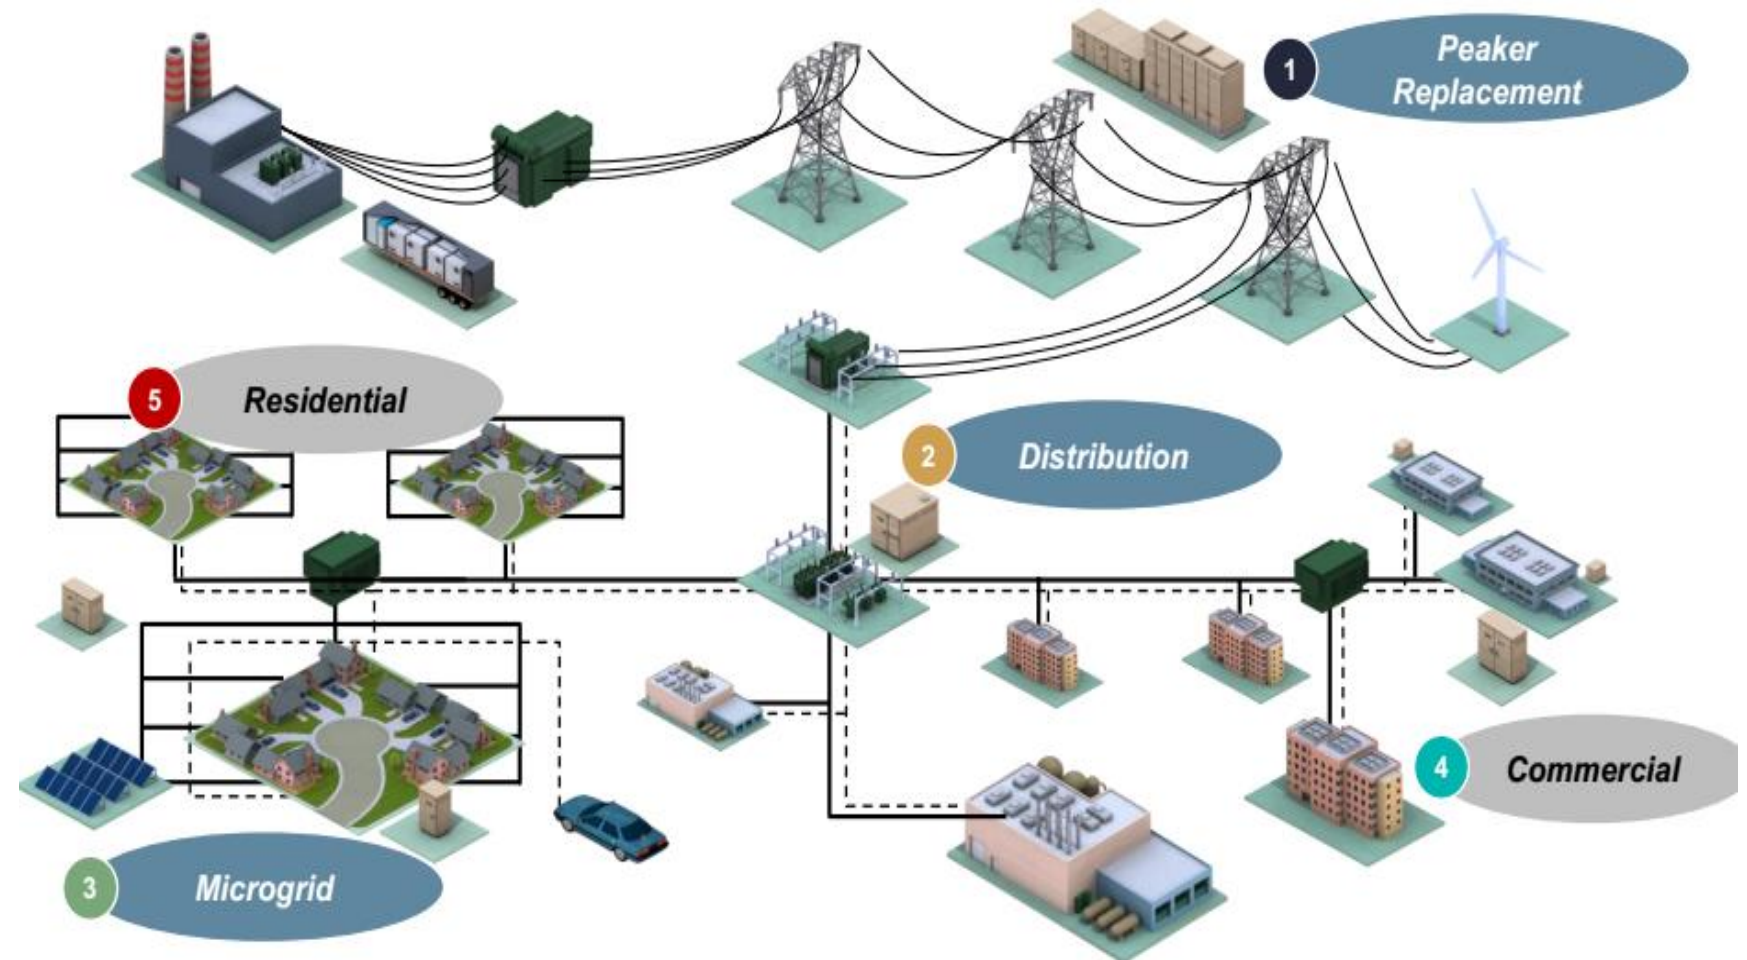 1
Peaker
Replacement
5
Residential
2
Distribution
4
Commercial
3
Microgrid